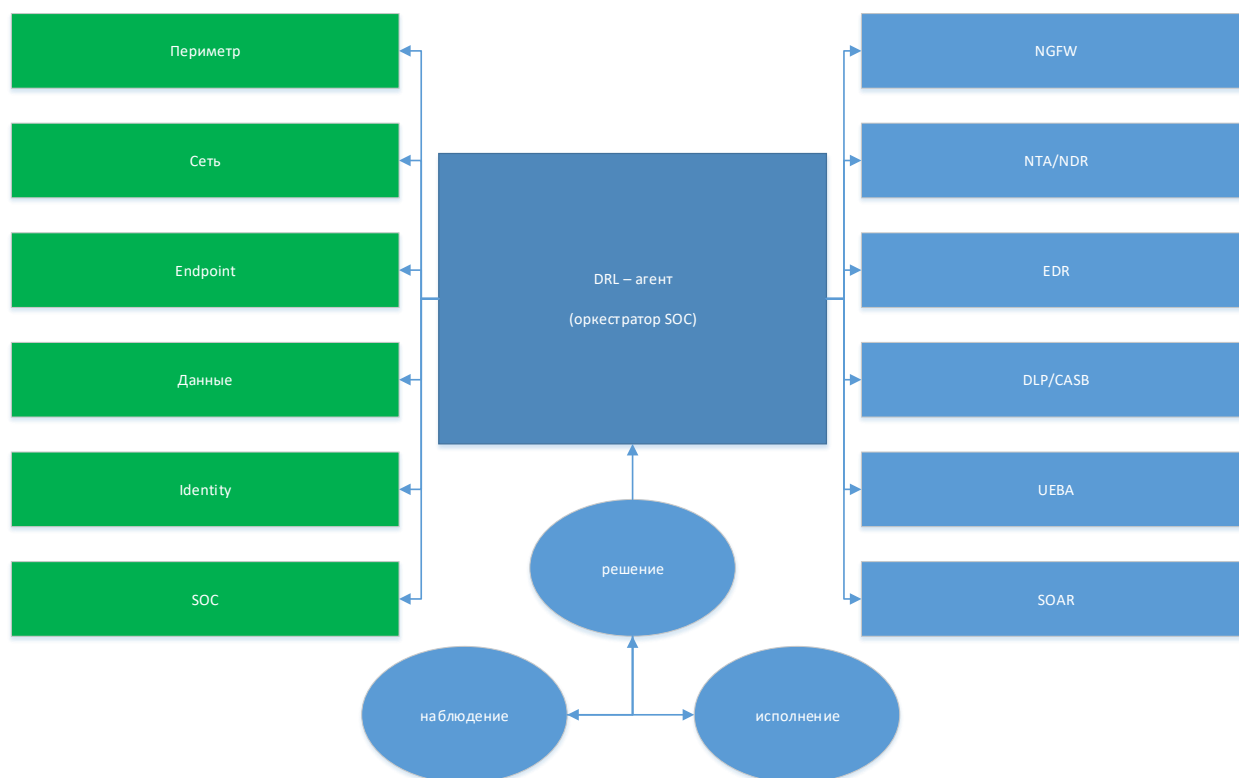 Периметр
NGFW
Сеть
NTA/NDR
Endpoint
EDR
DRL – агент
(оркестратор SOC)
Данные
DLP/CASB
Identity
UEBA
SOC
SOAR
решение
наблюдение
исполнение